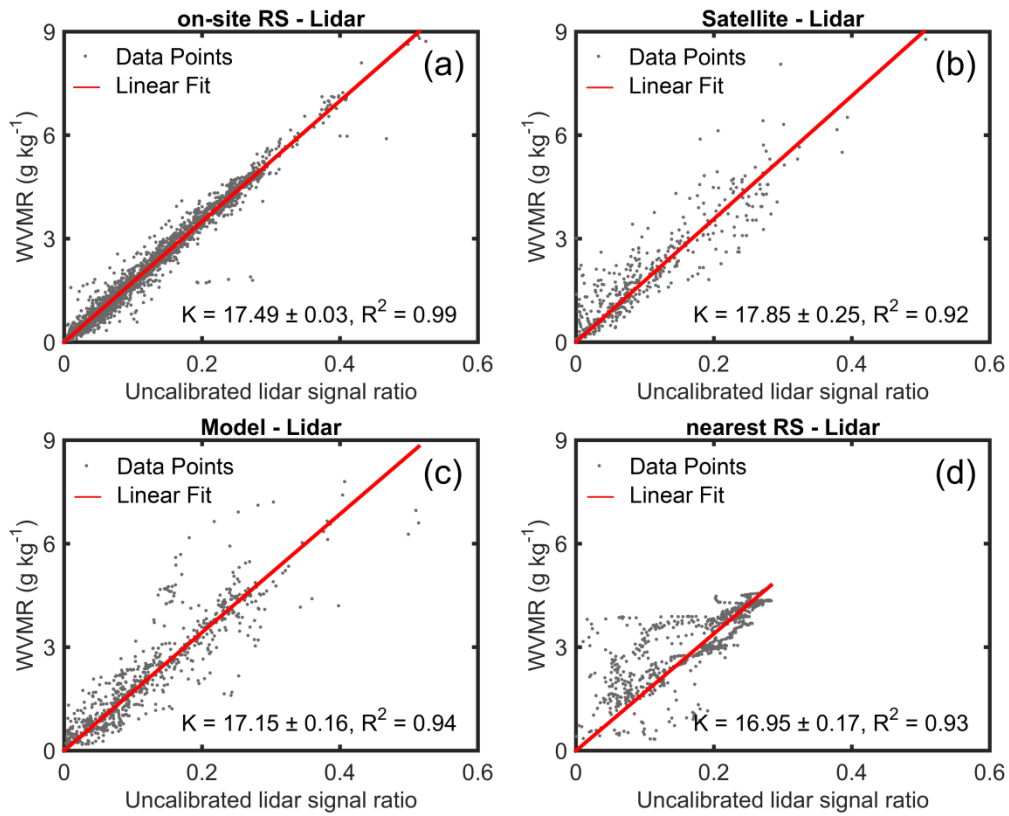 on-site RS - Lidar
9
6
3
0
WVMR (g kg⁻¹)
Data Points
Linear Fit
(a)
K = 17.49 ± 0.03, R² = 0.99
0 0.2 0.4 0.6
Uncalibrated lidar signal ratio
Satellite - Lidar
9
6
3
0
WVMR (g kg⁻¹)
Data Points
Linear Fit
(b)
K = 17.85 ± 0.25, R² = 0.92
0 0.2 0.4 0.6
Uncalibrated lidar signal ratio
Model - Lidar
9
6
3
0
WVMR (g kg⁻¹)
Data Points
Linear Fit
(c)
K = 17.15 ± 0.16, R² = 0.94
0 0.2 0.4 0.6
Uncalibrated lidar signal ratio
nearest RS - Lidar
9
6
3
0
WVMR (g kg⁻¹)
Data Points
Linear Fit
(d)
K = 16.95 ± 0.17, R² = 0.93
0 0.2 0.4 0.6
Uncalibrated lidar signal ratio